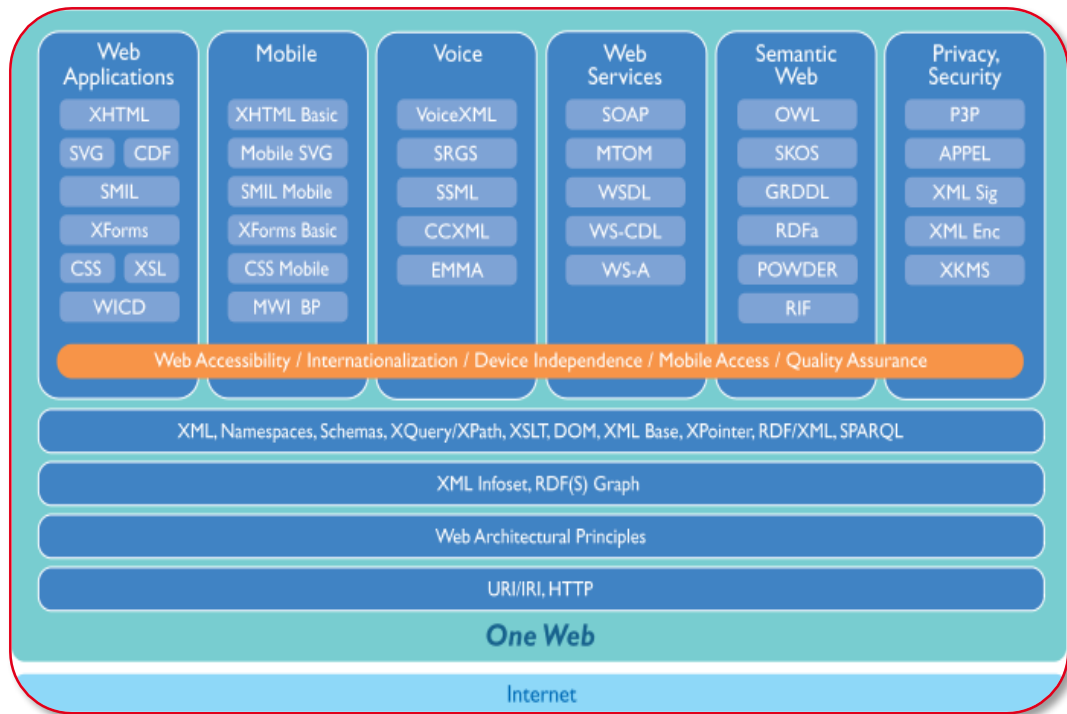 Web
Applications
XHTML
SVG
CDF
SMIL
XForms
CSS
XSL
WICD
Mobile
XHTML Basic
Mobile SVG
SMIL Mobile
XForms Basic
CSS Mobile
MWI BP
Voice
VoiceXML
SRGS
SSML
CCXML
EMMA
Web
Services
SOAP
MTOM
WSDL
WS-CDL
WS-A
Semantic
Web
OWL
SKOS
GRDDL
RDFa
POWDER
RIF
Privacy,
Security
P3P
APPEL
XML Sig
XML Enc
XKMS
Web Accessibility / Internationalization / Device Independence / Mobile Access / Quality Assurance
XML, Namespaces, Schemas, XQuery/XPath, XSLT, DOM, XML Base, XPointer, RDF/XML, SPARQL
XML Infoset, RDF(S) Graph
Web Architectural Principles
URI/IRI, HTTP
One Web
Internet